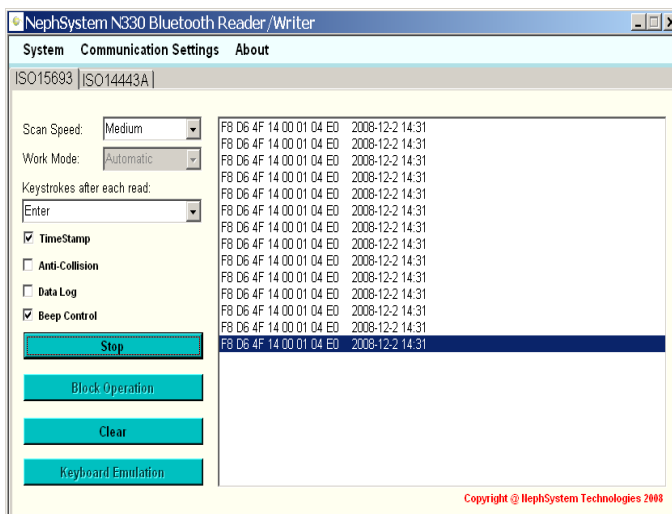 NephSystem N330 Bluetooth Reader/Writer
System Communication Settings About
ISO15693 ISO14443A
Scan Speed: Medium
Work Mode: Automatic
Keystrokes after each read:
Enter
TimeStamp
Anti-Collision
Data Log
Beep Control
Stop
Block Operation
Clear
Keyboard Emulation
F8 D6 4F 14 00 01 04 E0 2008-12-2 14:31
F8 D6 4F 14 00 01 04 E0 2008-12-2 14:31
F8 D6 4F 14 00 01 04 E0 2008-12-2 14:31
F8 D6 4F 14 00 01 04 E0 2008-12-2 14:31
F8 D6 4F 14 00 01 04 E0 2008-12-2 14:31
F8 D6 4F 14 00 01 04 E0 2008-12-2 14:31
F8 D6 4F 14 00 01 04 E0 2008-12-2 14:31
F8 D6 4F 14 00 01 04 E0 2008-12-2 14:31
F8 D6 4F 14 00 01 04 E0 2008-12-2 14:31
F8 D6 4F 14 00 01 04 E0 2008-12-2 14:31
F8 D6 4F 14 00 01 04 E0 2008-12-2 14:31
F8 D6 4F 14 00 01 04 E0 2008-12-2 14:31
F8 D6 4F 14 00 01 04 E0 2008-12-2 14:31
F8 D6 4F 14 00 01 04 E0 2008-12-2 14:31
Copyright @ NephSystem Technologies 2008